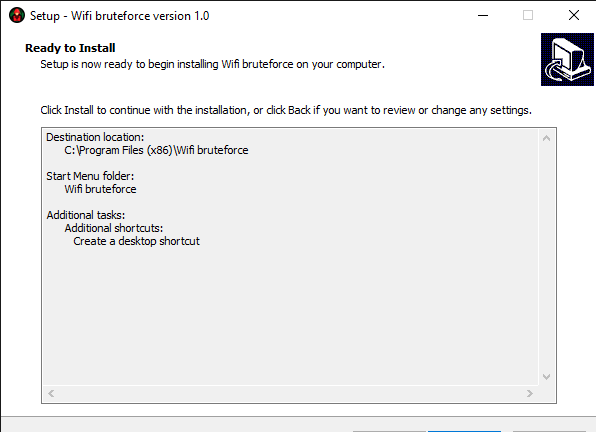 Setup - Wifi bruteforce version 1.0
Ready to Install
Setup is now ready to begin installing Wifi bruteforce on your computer.
Click Install to continue with the installation, or click Back if you want to review or change any settings.
Destination location:
C:\Program Files (x86)\Wifi bruteforce
Start Menu folder:
Wifi bruteforce
Additional tasks:
Additional shortcuts:
Create a desktop shortcut